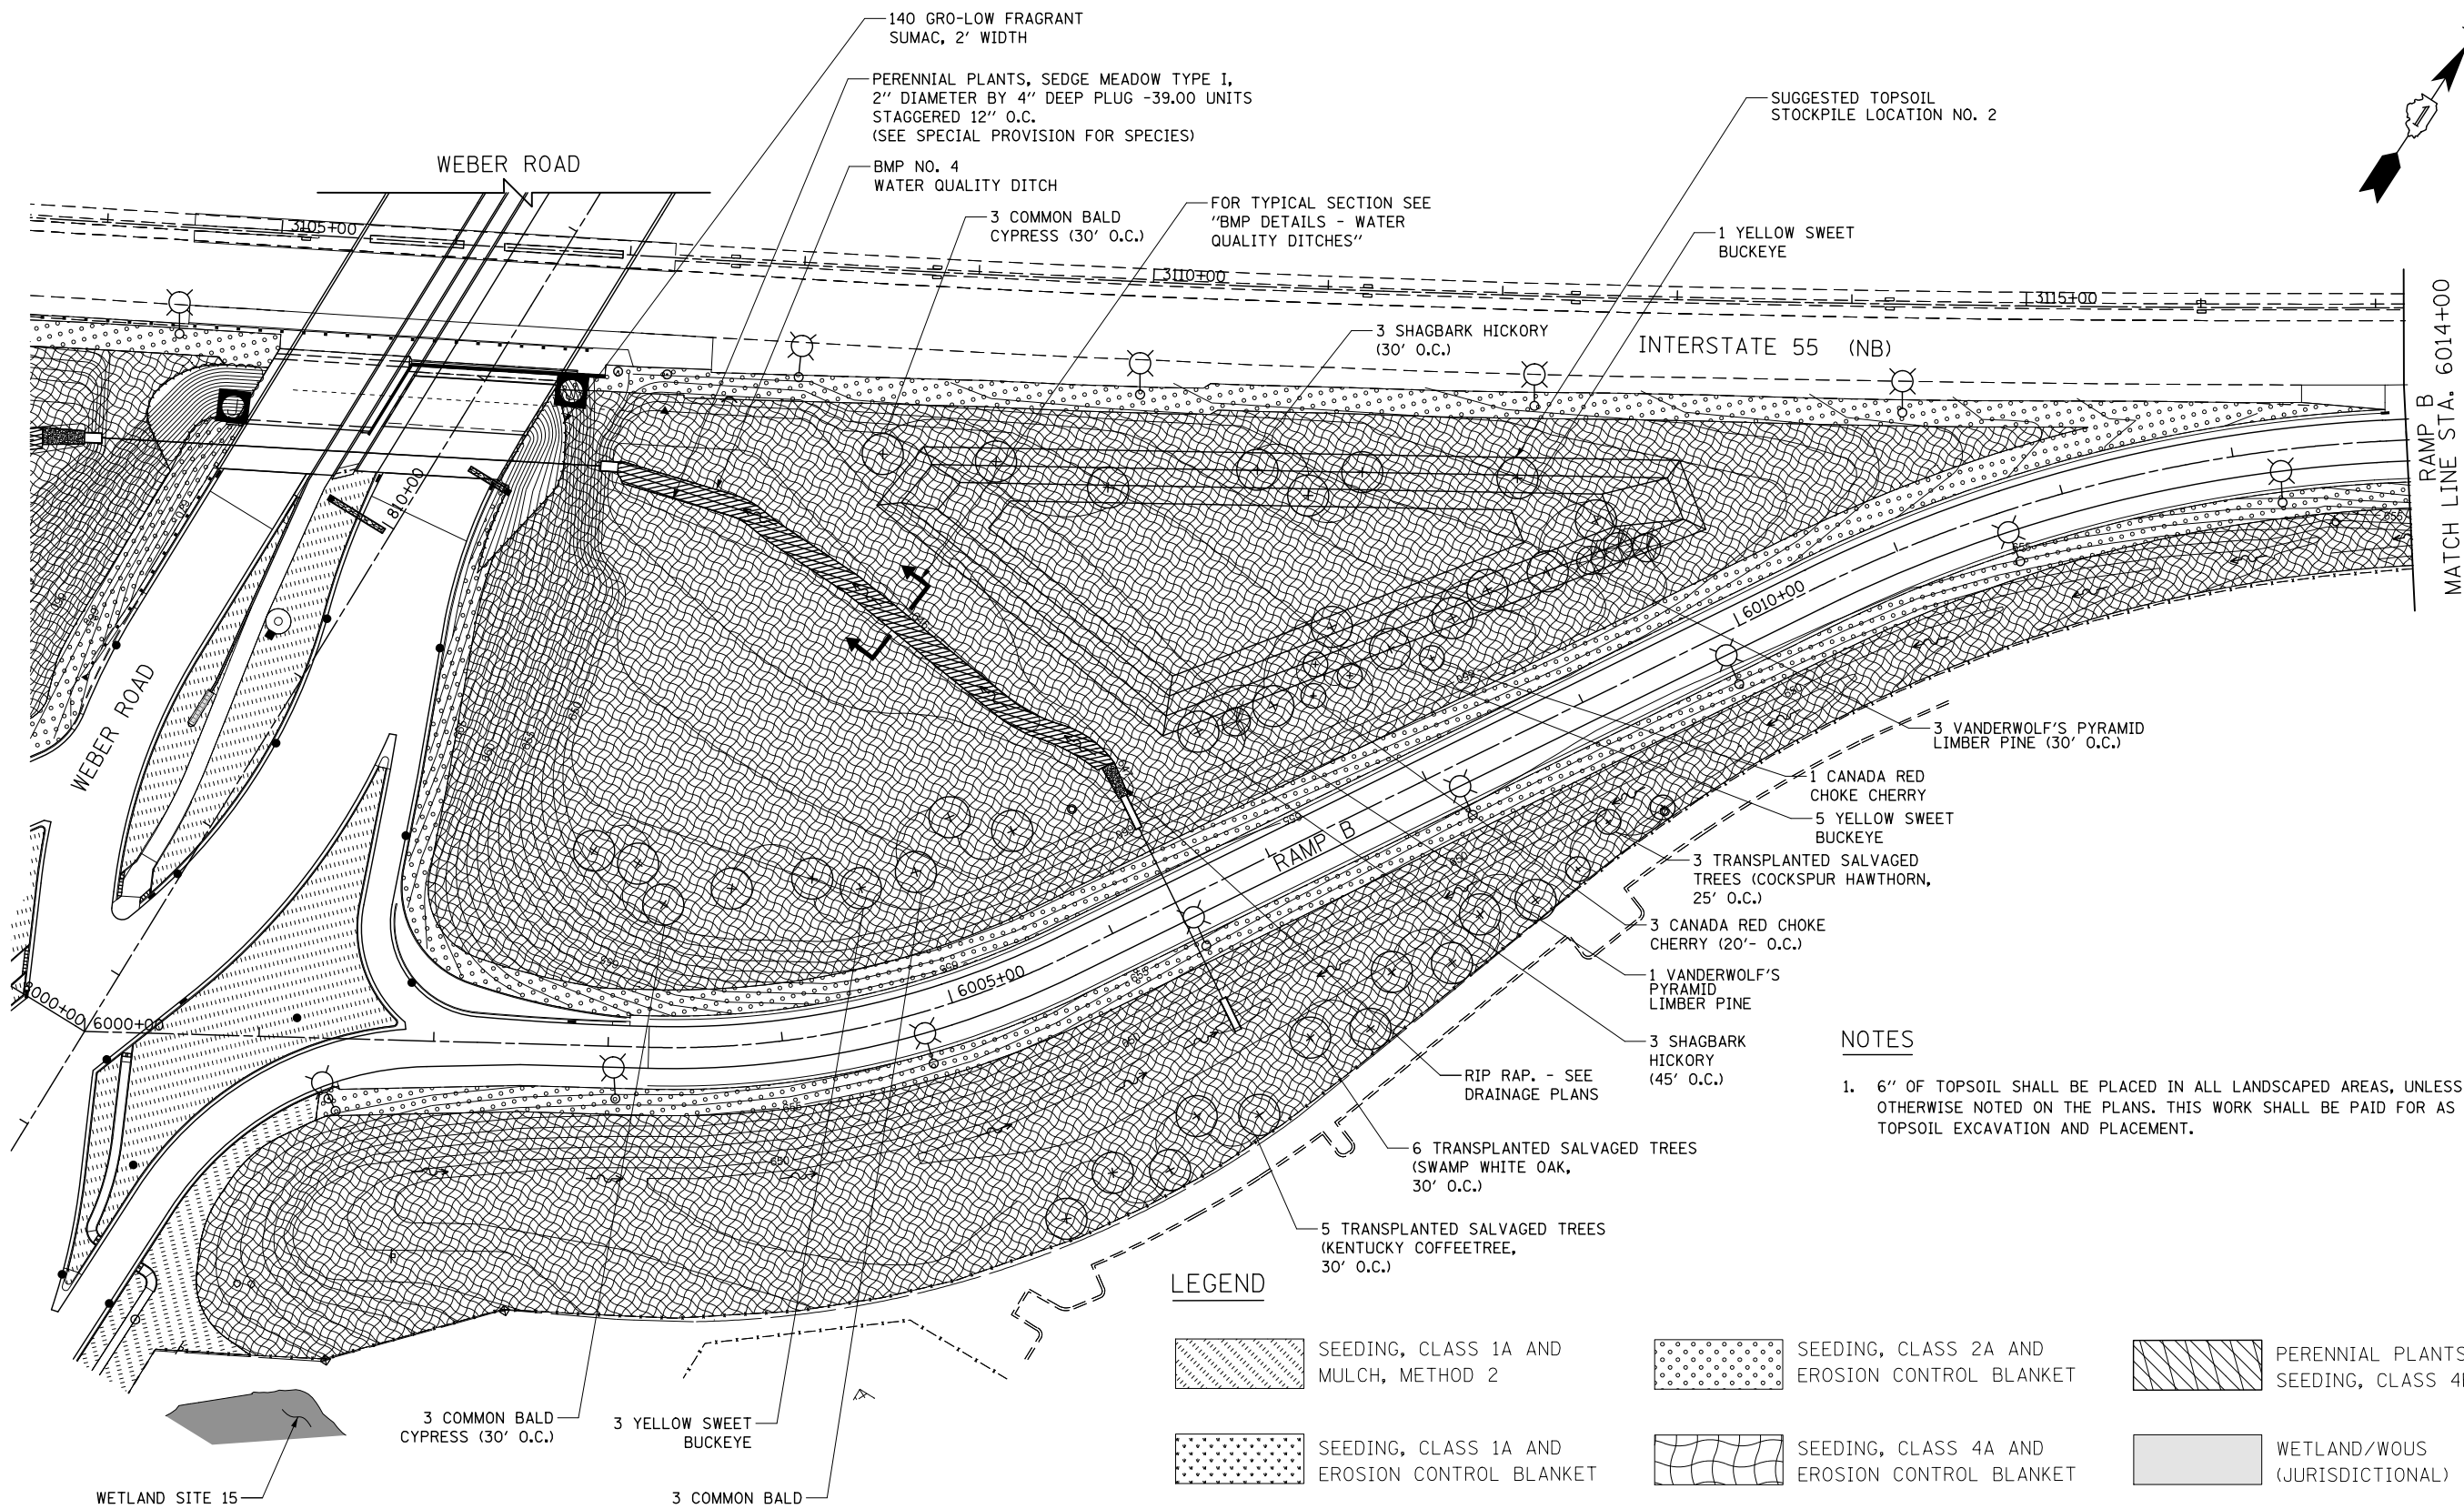 140 GRO-LOW FRAGRANT
SUMAC, 2' WIDTH
PERENNIAL PLANTS, SEDGE MEADOW TYPE I,
2" DIAMETER BY 4" DEEP PLUG -39.00 UNITS
STAGGERED 12" O.C.
(SEE SPECIAL PROVISION FOR SPECIES)
BMP NO. 4
WATER QUALITY DITCH
3 COMMON BALD
CYPRESS (30' O.C.)
FOR TYPICAL SECTION SEE
"BMP DETAILS - WATER
QUALITY DITCHES"
SUGGESTED TOPSOIL
STOCKPILE LOCATION NO. 2
1 YELLOW SWEET
BUCKEYE
3 SHAGBARK HICKORY
(30' O.C.)
WEBER ROAD
3105+00
3110+00
3115+00
INTERSTATE 55 (NB)
RAMP B
MATCH LINE STA. 6014+00
810+00
WEBER ROAD
6010+00
RAMP B
6005+00
6000+00
8000+00
3 VANDERWOLF'S PYRAMID
LIMBER PINE (30' O.C.)
1 CANADA RED
CHOKE CHERRY
5 YELLOW SWEET
BUCKEYE
3 TRANSPLANTED SALVAGED
TREES (COCKSPUR HAWTHORN,
25' O.C.)
3 CANADA RED CHOKE
CHERRY (20'- O.C.)
1 VANDERWOLF'S
PYRAMID
LIMBER PINE
3 SHAGBARK
HICKORY
(45' O.C.)
RIP RAP. - SEE
DRAINAGE PLANS
6 TRANSPLANTED SALVAGED TREES
(SWAMP WHITE OAK,
30' O.C.)
5 TRANSPLANTED SALVAGED TREES
(KENTUCKY COFFEETREE,
30' O.C.)
3 COMMON BALD
CYPRESS (30' O.C.)
3 YELLOW SWEET
BUCKEYE
3 COMMON BALD
WETLAND SITE 15
NOTES
1. 6" OF TOPSOIL SHALL BE PLACED IN ALL LANDSCAPED AREAS, UNLESS
OTHERWISE NOTED ON THE PLANS. THIS WORK SHALL BE PAID FOR AS
TOPSOIL EXCAVATION AND PLACEMENT.
LEGEND
SEEDING, CLASS 1A AND
MULCH, METHOD 2
SEEDING, CLASS 2A AND
EROSION CONTROL BLANKET
PERENNIAL PLANTS
SEEDING, CLASS 4
SEEDING, CLASS 1A AND
EROSION CONTROL BLANKET
SEEDING, CLASS 4A AND
EROSION CONTROL BLANKET
WETLAND/WOUS
(JURISDICTIONAL)